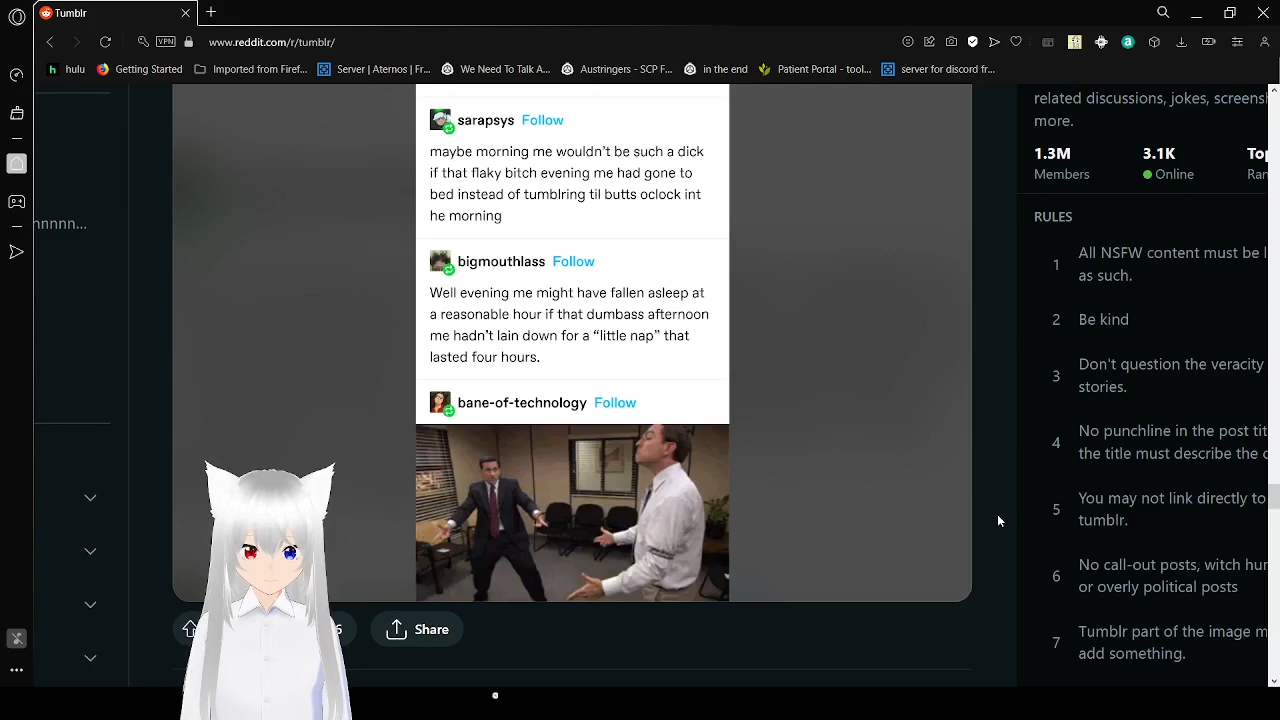 Tumblr
VPN
www.reddit.com/r/tumblr/
a
h hulu
Getting Started
Imported from Firef...
Server | Aternos | Fr...
We Need To Talk A...
Austringers - SCP F...
in the end
Patient Portal - tool...
server for discord fr...
nnnnn...
sarapsys Follow
maybe morning me wouldn't be such a dick
if that flaky bitch evening me had gone to
bed instead of tumblring til butts oclock int
he morning
bigmouthlass Follow
Well evening me might have fallen asleep at
a reasonable hour if that dumbass afternoon
me hadn't lain down for a “little nap” that
lasted four hours.
bane-of-technology Follow
6
Share
related discussions, jokes, screensh
more.
1.3M
Members
3.1K
Online
Top
Ran
RULES
1 All NSFW content must be l
as such.
2 Be kind
3 Don't question the veracity
stories.
4 No punchline in the post tit
the title must describe the c
5 You may not link directly to
tumblr.
6 No call-out posts, witch hun
or overly political posts
7 Tumblr part of the image m
add something.